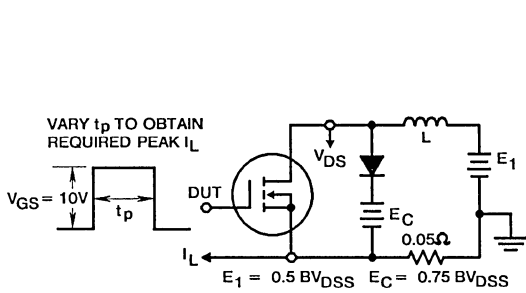 VARY tp TO OBTAIN
REQUIRED PEAK IL
VGS = 10V
tp
DUT
VDS
L
E1
EC
0.05Ω
IL
E1 = 0.5 BVDSS EC = 0.75 BVDSS